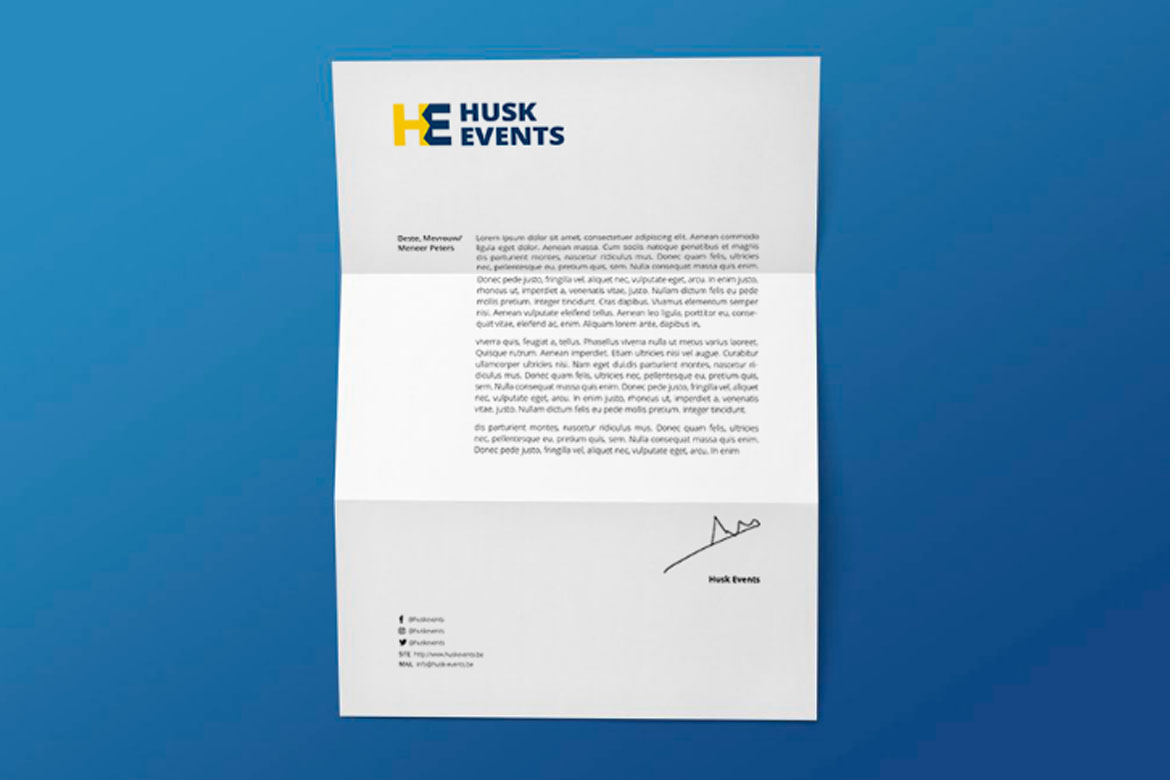 HE HUSK
EVENTS
Beste, Mevrouw/
Meneer Peters
Lorem ipsum dolor sit amet, consectetuer adipiscing elit. Aenean commodo
ligula eget dolor. Aenean massa. Cum sociis natoque penatibus et magnis
dis parturient montes, nascetur ridiculus mus. Donec quam felis, ultricies
nec, pellentesque eu, pretium quis, sem. Nulla consequat massa quis enim.
Donec pede justo, fringilla vel, aliquet nec, vulputate eget, arcu. In enim justo,
rhoncus ut, imperdiet a, venenatis vitae, justo. Nullam dictum felis eu pede
mollis pretium. Integer tincidunt. Cras dapibus. Vivamus elementum semper
nisi. Aenean vulputate eleifend tellus. Aenean leo ligula, porttitor eu, conse-
quat vitae, eleifend ac, enim. Aliquam lorem ante, dapibus in,
viverra quis, feugiat a, tellus. Phasellus viverra nulla ut metus varius laoreet.
Quisque rutrum. Aenean imperdiet. Etiam ultricies nisi vel augue. Curabitur
ullamcorper ultricies nisi. Nam eget dui.dis parturient montes, nascetur ri-
diculus mus. Donec quam felis, ultricies nec, pellentesque eu, pretium quis,
sem. Nulla consequat massa quis enim. Donec pede justo, fringilla vel, aliquet
nec, vulputate eget, arcu. In enim justo, rhoncus ut, imperdiet a, venenatis
vitae, justo. Nullam dictum felis eu pede mollis pretium. Integer tincidunt.
dis parturient montes, nascetur ridiculus mus. Donec quam felis, ultricies
nec, pellentesque eu, pretium quis, sem. Nulla consequat massa quis enim.
Donec pede justo, fringilla vel, aliquet nec, vulputate eget, arcu. In enim
Husk Events
@huskevents
@huskevents
@huskevents
SITE http://www.huskevents.be
MAIL info@husk-events.be